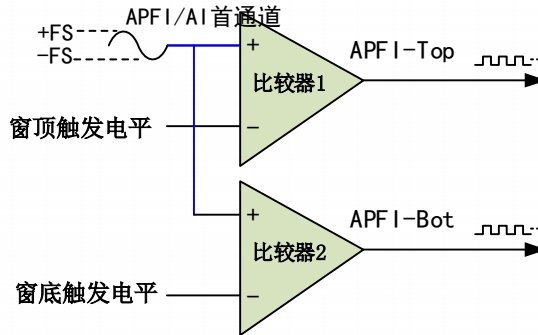 APFI/AI首通道
+FS
-FS
+
APFI-Top
比较器1
窗顶触发电平
-
+
APFI-Bot
比较器2
窗底触发电平
-